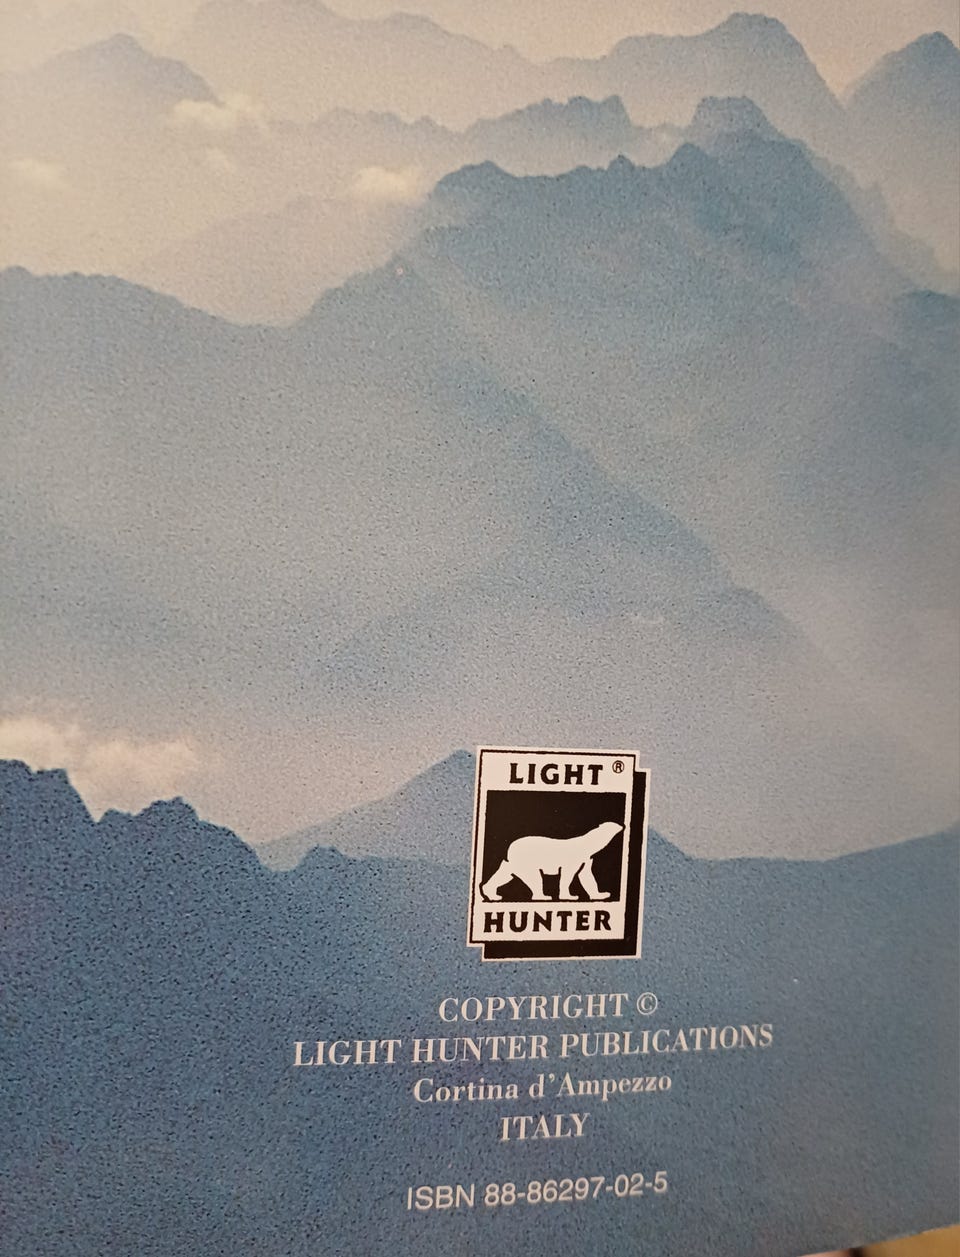 LIGHT ®
HUNTER
COPYRIGHT ©
LIGHT HUNTER PUBLICATIONS
Cortina d'Ampezzo
ITALY
ISBN 88-86297-02-5